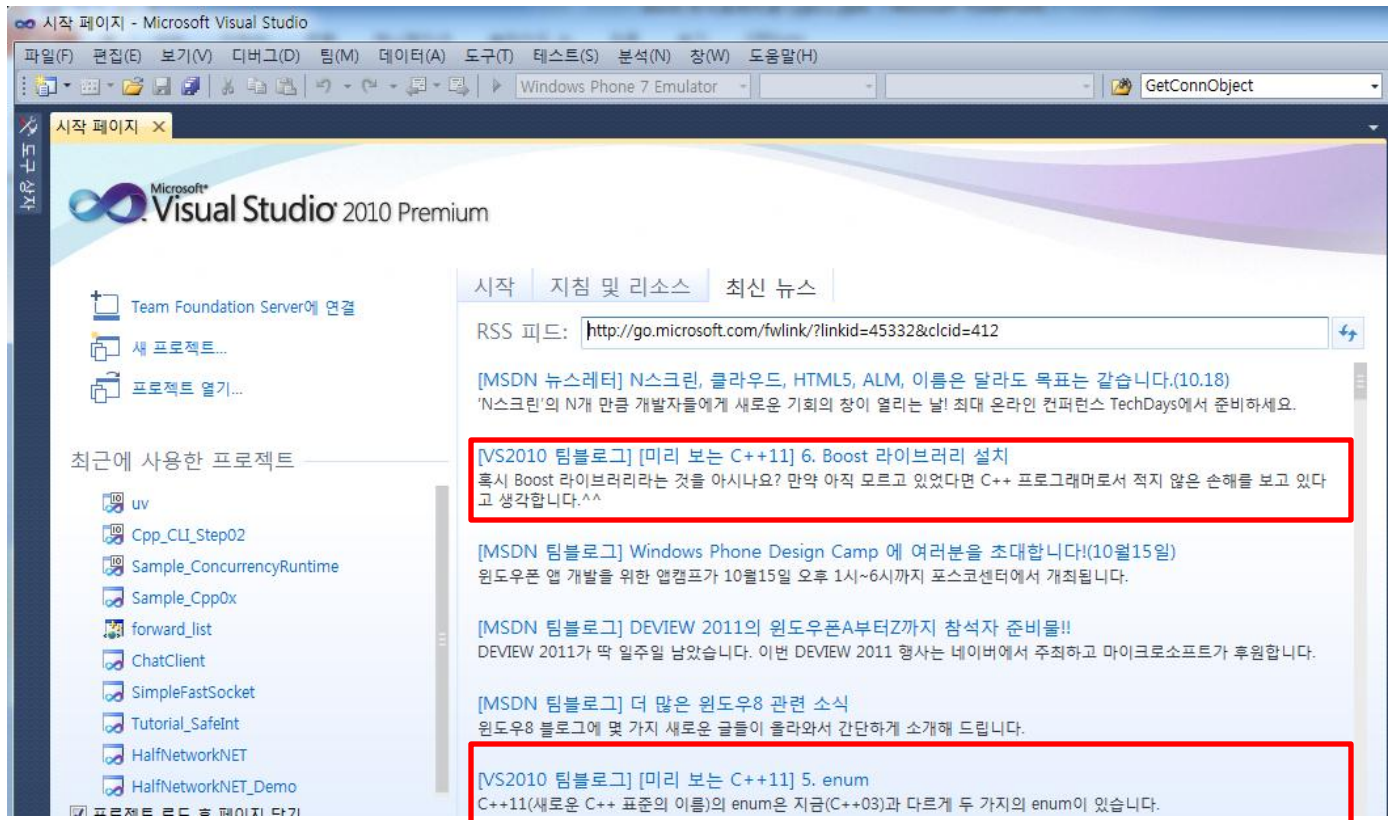 시작 페이지 - Microsoft Visual Studio
파일(F) 편집(E) 보기(V) 디버그(D) 팀(M) 데이터(A) 도구(T) 테스트(S) 분석(N) 창(W) 도움말(H)
Windows Phone 7 Emulator GetConnObject
도구 상자
시작 페이지
Microsoft®
Visual Studio 2010 Premium
Team Foundation Server에 연결
새 프로젝트...
프로젝트 열기...
최근에 사용한 프로젝트
uv
Cpp_CLI_Step02
Sample_ConcurrencyRuntime
Sample_Cpp0x
forward_list
ChatClient
SimpleFastSocket
Tutorial_SafeInt
HalfNetworkNET
HalfNetworkNET_Demo
프로젝트 로드 후 페이지 닫기
시작 지침 및 리소스 최신 뉴스
RSS 피드: http://go.microsoft.com/fwlink/?linkid=45332&clcid=412
[MSDN 뉴스레터] N스크린, 클라우드, HTML5, ALM, 이름은 달라도 목표는 같습니다.(10.18)
'N스크린'의 N개 만큼 개발자들에게 새로운 기회의 창이 열리는 날! 최대 온라인 컨퍼런스 TechDays에서 준비하세요.
[VS2010 팀블로그] [미리 보는 C++11] 6. Boost 라이브러리 설치
혹시 Boost 라이브러리라는 것을 아시나요? 만약 아직 모르고 있었다면 C++ 프로그래머로서 적지 않은 손해를 보고 있다
고 생각합니다.^^
[MSDN 팀블로그] Windows Phone Design Camp 에 여러분을 초대합니다!(10월15일)
윈도우폰 앱 개발을 위한 앱캠프가 10월15일 오후 1시~6시까지 포스코센터에서 개최됩니다.
[MSDN 팀블로그] DEVIEW 2011의 윈도우폰A부터Z까지 참석자 준비물!!
DEVIEW 2011가 딱 일주일 남았습니다. 이번 DEVIEW 2011 행사는 네이버에서 주최하고 마이크로소프트가 후원합니다.
[MSDN 팀블로그] 더 많은 윈도우8 관련 소식
윈도우8 블로그에 몇 가지 새로운 글들이 올라와서 간단하게 소개해 드립니다.
[VS2010 팀블로그] [미리 보는 C++11] 5. enum
C++11(새로운 C++ 표준의 이름)의 enum은 지금(C++03)과 다르게 두 가지의 enum이 있습니다.